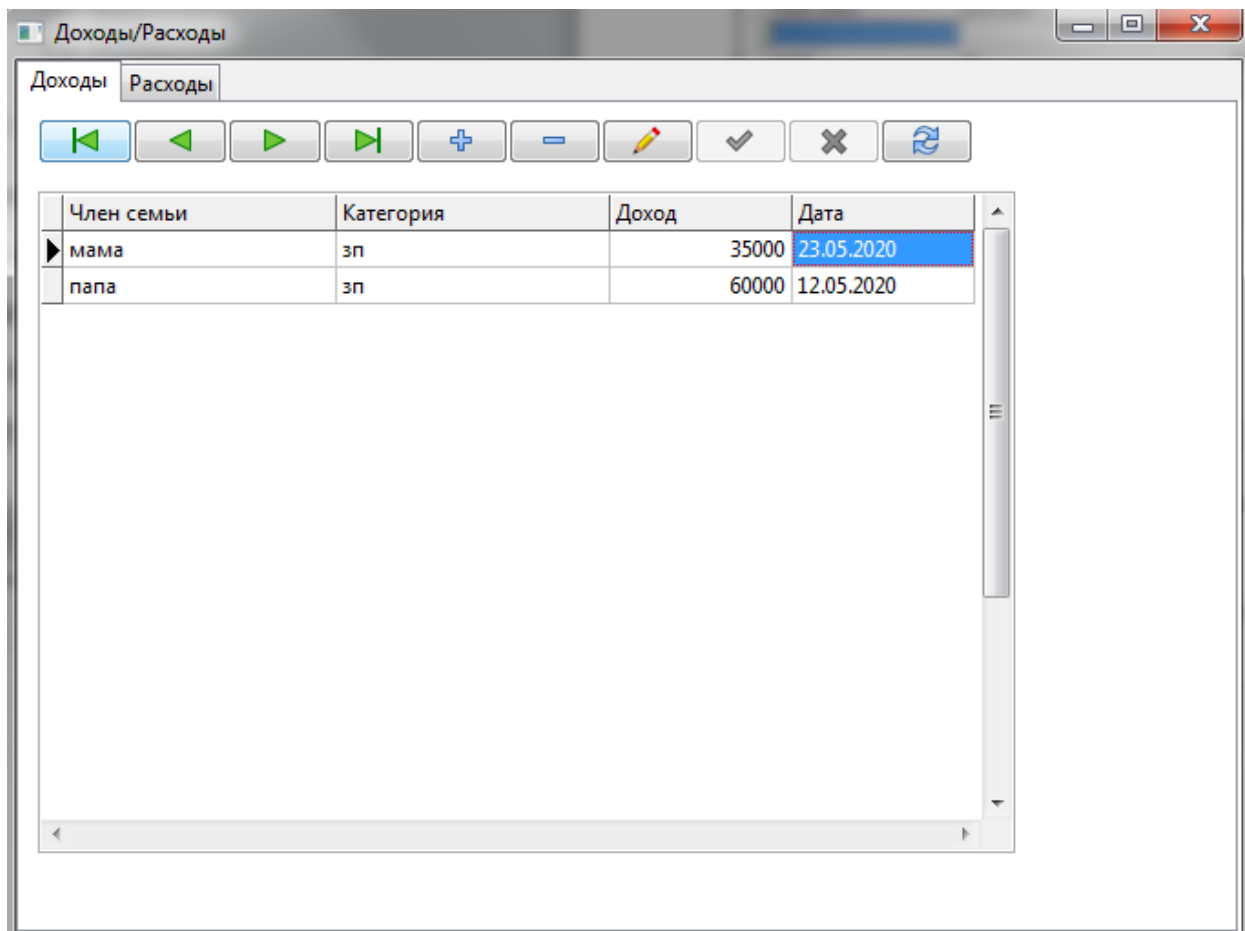 Доходы/Расходы
Доходы Расходы
Член семьи Категория Доход Дата
мама зп 35000 23.05.2020
папа зп 60000 12.05.2020